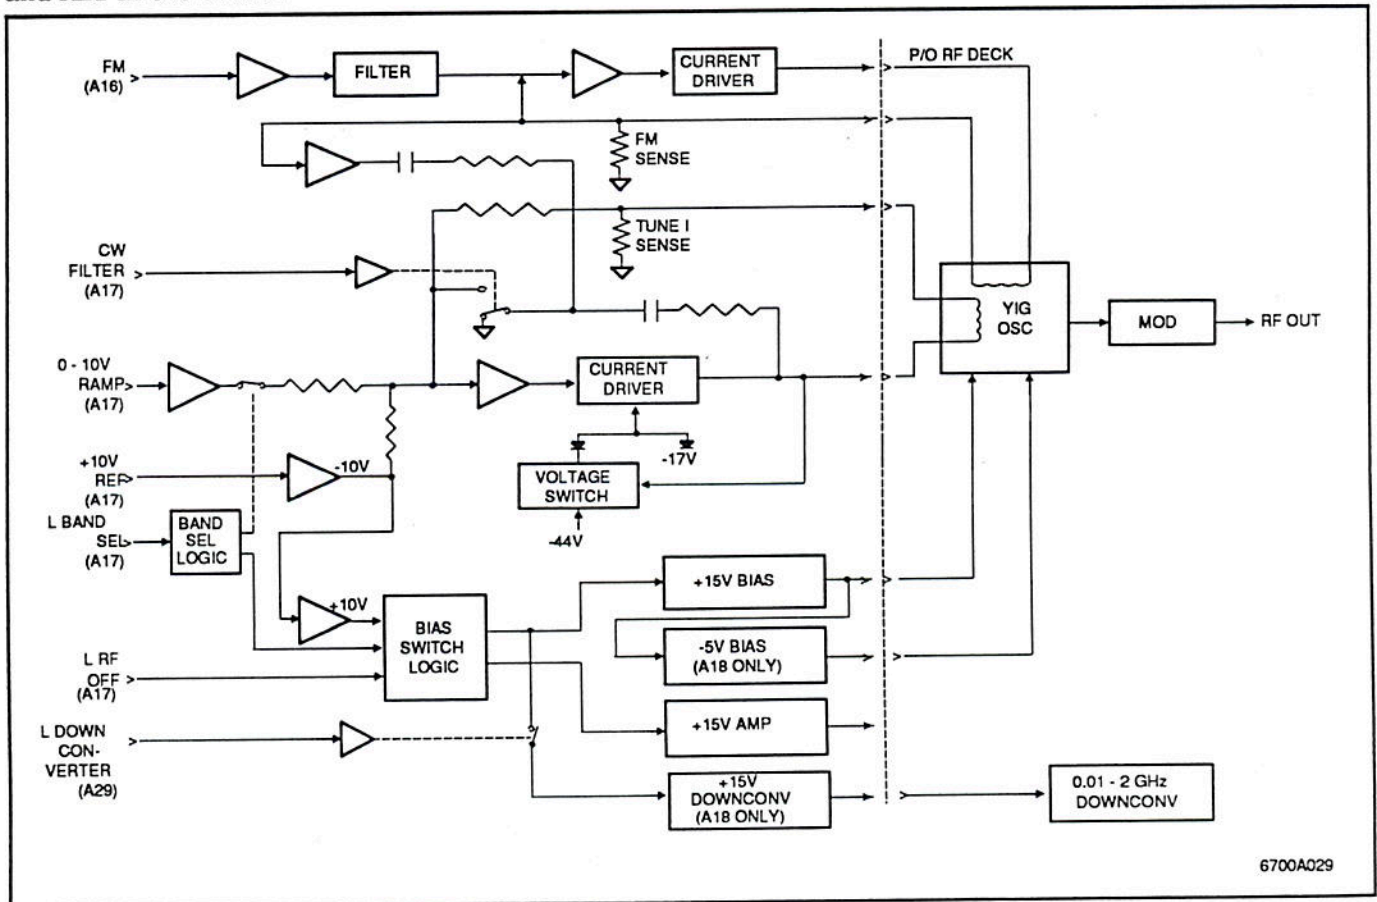 FM
(A16)
FILTER
CURRENT
DRIVER
P/O RF DECK
FM
SENSE
TUNE I
SENSE
CW
FILTER
(A17)
YIG
OSC
MOD
RF OUT
0 - 10V
RAMP
(A17)
CURRENT
DRIVER
+10V
REF
(A17)
-10V
-17V
VOLTAGE
SWITCH
-44V
L BAND
SEL
(A17)
BAND
SEL
LOGIC
+10V
BIAS
SWITCH
LOGIC
+15V BIAS
-5V BIAS
(A18 ONLY)
L RF
OFF
(A17)
+15V AMP
L DOWN
CON-
VERTER
(A29)
+15V
DOWNCONV
(A18 ONLY)
0.01 - 2 GHz
DOWNCONV
6700A029